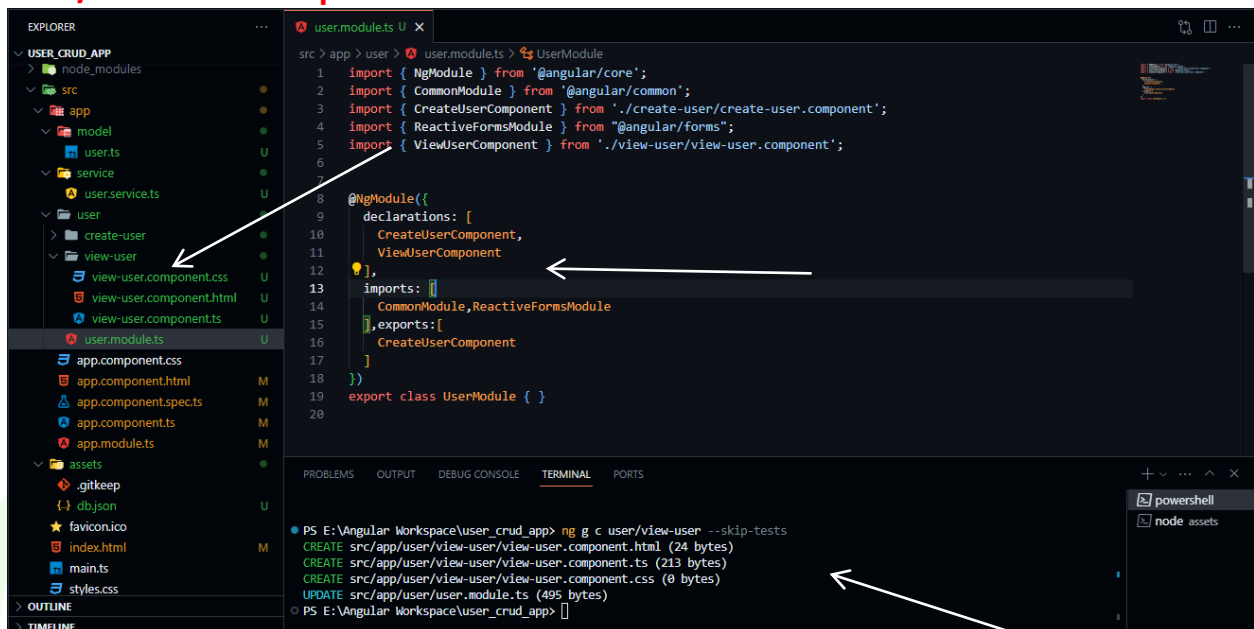 EXPLORER
USER_CRUD_APP
node_modules
src
app
model
user.ts U
service
user.service.ts U
user
create-user
view-user
view-user.component.css U
view-user.component.html U
view-user.component.ts U
user.module.ts U
app.component.css
app.component.html M
app.component.spec.ts M
app.component.ts M
app.module.ts M
assets
.gitkeep
{..} db.json U
favicon.ico
index.html M
main.ts
styles.css
OUTLINE
TIMELINE
user.module.ts U
src > app > user > user.module.ts > UserModule
1 import { NgModule } from '@angular/core';
2 import { CommonModule } from '@angular/common';
3 import { CreateUserComponent } from './create-user/create-user.component';
4 import { ReactiveFormsModule } from "@angular/forms";
5 import { ViewUserComponent } from './view-user/view-user.component';
6
7
8 @NgModule({
9 declarations: [
10 CreateUserComponent,
11 ViewUserComponent
12 ],
13 imports: [
14 CommonModule,ReactiveFormsModule
15 ],exports:[
16 CreateUserComponent
17 ]
18 })
19 export class UserModule { }
20
PROBLEMS OUTPUT DEBUG CONSOLE TERMINAL PORTS
PS E:\Angular Workspace\user_crud_app> ng g c user/view-user --skip-tests
CREATE src/app/user/view-user/view-user.component.html (24 bytes)
CREATE src/app/user/view-user/view-user.component.ts (213 bytes)
CREATE src/app/user/view-user/view-user.component.css (0 bytes)
UPDATE src/app/user/user.module.ts (495 bytes)
PS E:\Angular Workspace\user_crud_app>
powershell
node assets